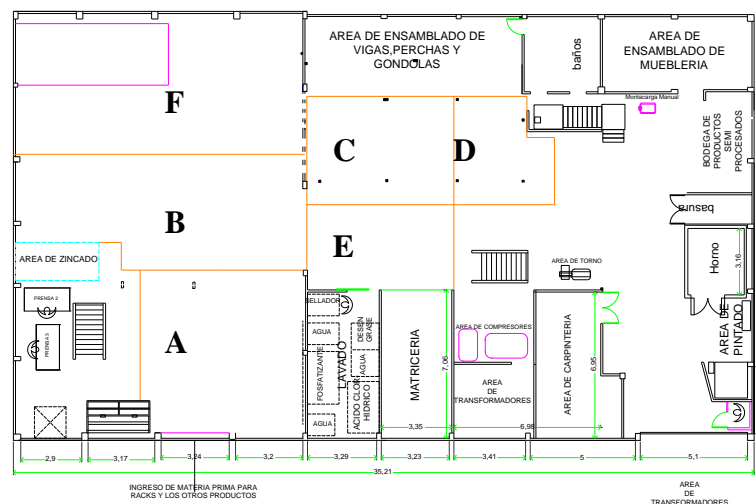 AREA DE ENSAMBLADO DE
VIGAS,PERCHAS Y
GONDOLAS
baños
AREA DE
ENSAMBLADO DE
MUEBLERIA
Montacarga Manual
F
C
D
BODEGA DE
PRODUCTOS
SEMI
PROCESADOS
basura
B
E
AREA DE ZINCADO
AREA DE TORNO
Horno
3,16
PRENSA 2
PRENSA 3
A
SELLADOR
AGUA
DESEN
GRASE
FOSFATIZANTE
LAVADO
AGUA
ACIDO CLOR
HIDRICO
AGUA
MATRICERIA
7,06
AREA DE COMPRESORES
AREA
DE
TRANSFORMADORES
AREA DE CARPINTERIA
6,95
AREA DE
PINTADO
3,35
6,98
2,9
3,17
3,24
3,2
3,29
3,23
3,41
5
5,1
35,21
INGRESO DE MATERIA PRIMA PARA
RACKS Y LOS OTROS PRODUCTOS
AREA
DE
TRANSFORMADORES